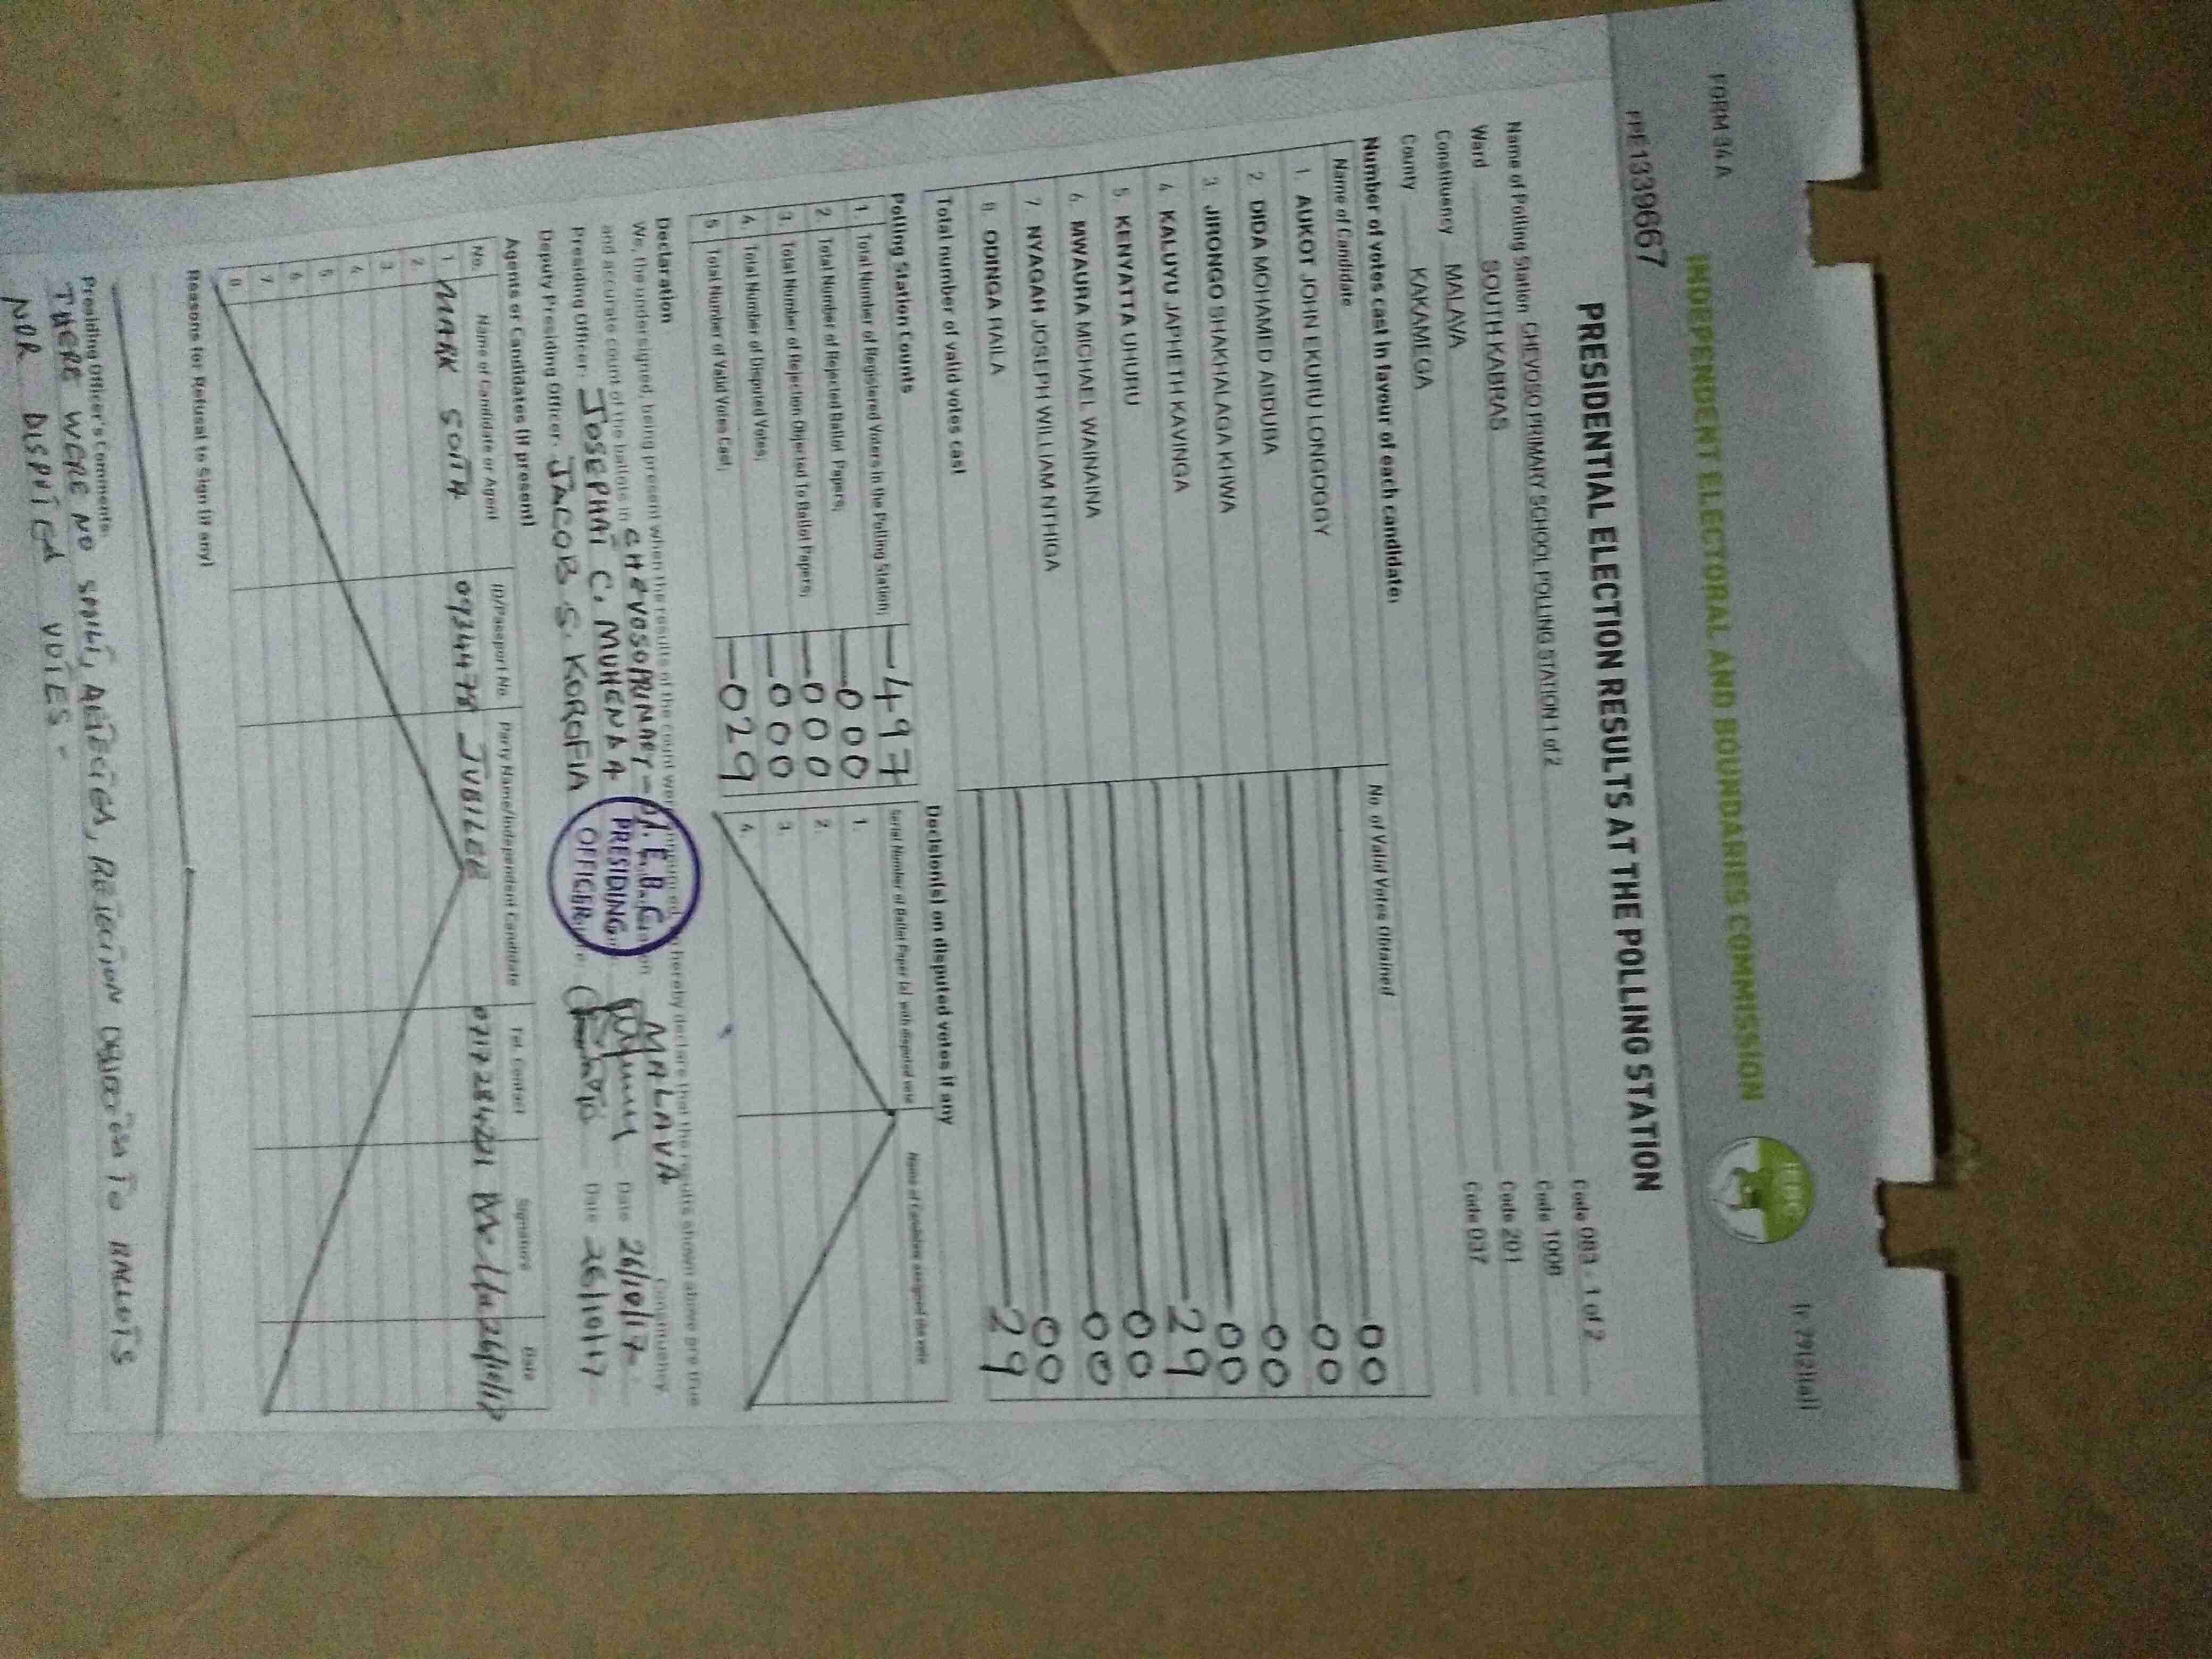 FORM 34 A
r. 79(2)(a)
INDEPENDENT ELECTORAL AND BOUNDARIES COMMISSION
IEBC
PPE1339667
PRESIDENTIAL ELECTION RESULTS AT THE POLLING STATION
Name of Polling Station CHEVOSO PRIMARY SCHOOL POLLING STATION 1 of 2 Code 083 - 1 of 2
Ward SOUTH KABRAS Code 1008
Constituency MALAVA Code 201
County KAKAMEGA Code 037
Number of votes cast in favour of each candidate:
Name of Candidate No. of Valid Votes Obtained
1. AUKOT JOHN EKURU LONGOGGY 00
2. DIDA MOHAMED ABDUBA 00
3. JIRONGO SHAKHALAGA KHWA 00
4. KALUYU JAPHETH KAVINGA 00
5. KENYATTA UHURU 29
6. MWAURA MICHAEL WAINAINA 00
7. NYAGAH JOSEPH WILLIAM NTHIGA 00
8. ODINGA RAILA 00
Total number of valid votes cast 29
Polling Station Counts Decision(s) on disputed votes if any
1. Total Number of Registered Voters in the Polling Station; 497
2. Total Number of Rejected Ballot Papers; 000
3. Total Number of Rejection Objected To Ballot Papers; 000
4. Total Number of Disputed Votes; 000
5. Total Number of Valid Votes Cast; 029
Serial Number of Ballot Paper (s) with disputed vote Name of Candidate assigned the vote
1.
2.
3.
4.
Declaration
We, the undersigned, being present when the results of the count were hereby declare that the results shown above are true
and accurate count of the ballots in CHEVOSO PRIMARY MALAVA Constituency
Presiding Officer: JOSEPHAT C. MUHENDA Date 26/10/17
Deputy Presiding Officer: JACOB S. KOROFIA Date 26/10/17
I.E.B.C
PRESIDING
OFFICER
Agents or Candidates (if present)
No. Name of Candidate or Agent ID/Passport No. Party Name/Independent Candidate Tel. Contact Signature Date
1. MARK SOITA JUBILEE 26/10/17
2.
3.
4.
5.
6.
7.
8.
Reasons for Refusal to Sign (if any)
Presiding Officer's Comments
THERE WERE NO REJECTION TO BALLOTS
NOR DISPUTED VOTES -